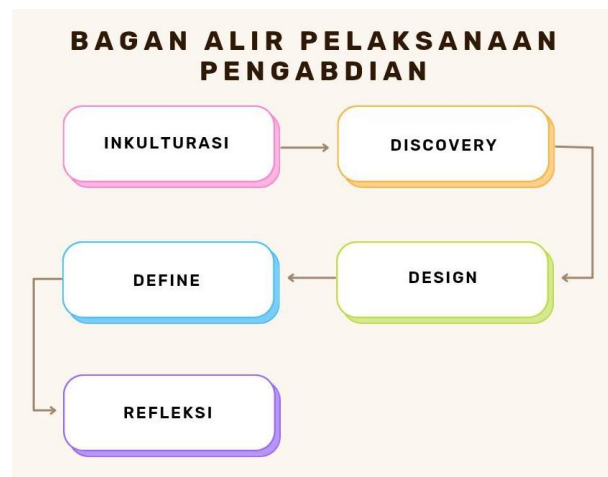 BAGAN ALIR PELAKSANAAN
PENGABDIAN
INKULTURASI
DISCOVERY
DESIGN
DEFINE
REFLEKSI